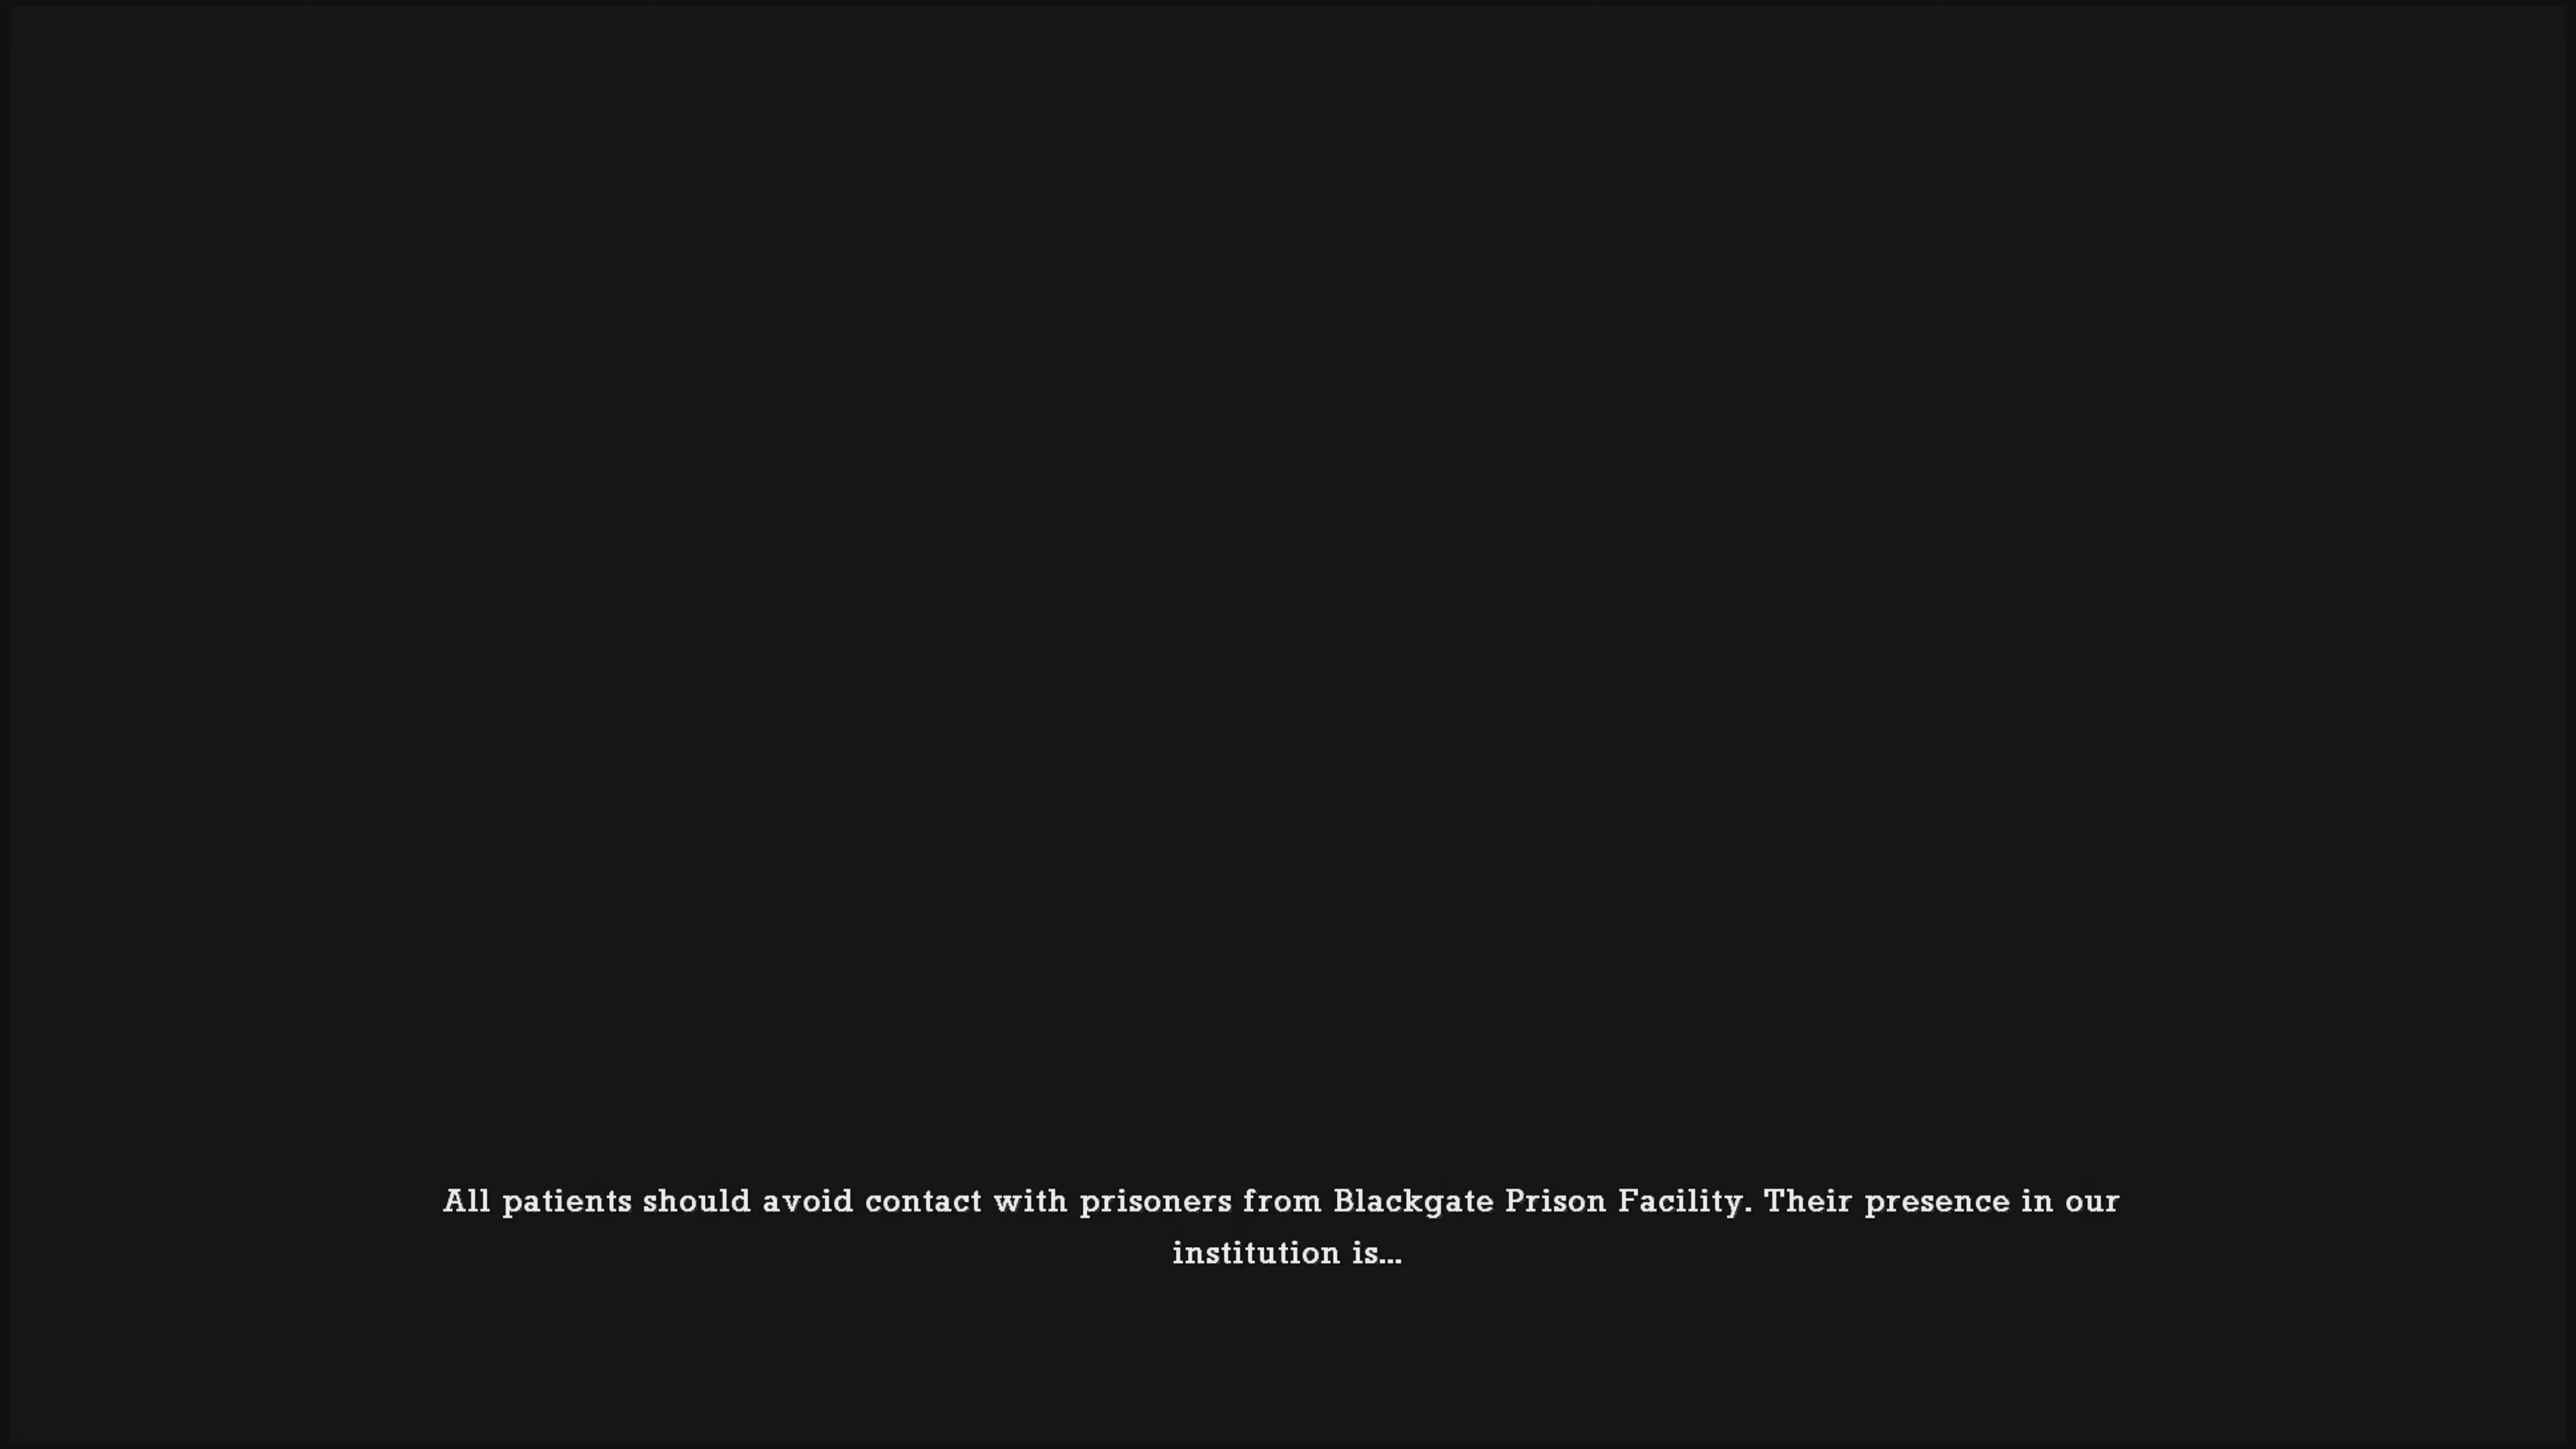 All patients should avoid contact with prisoners from Blackgate Prison Facility. Their presence in our
institution is...